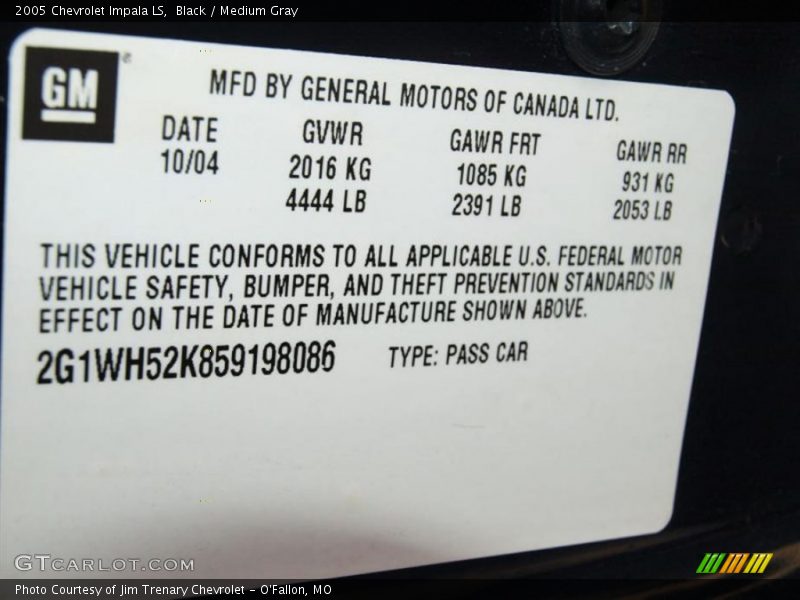 2005 Chevrolet Impala LS, Black / Medium Gray
GM
®
MFD BY GENERAL MOTORS OF CANADA LTD.
DATE GVWR GAWR FRT GAWR RR
10/04 2016 KG 1085 KG 931 KG
4444 LB 2391 LB 2053 LB
THIS VEHICLE CONFORMS TO ALL APPLICABLE U.S. FEDERAL MOTOR
VEHICLE SAFETY, BUMPER, AND THEFT PREVENTION STANDARDS IN
EFFECT ON THE DATE OF MANUFACTURE SHOWN ABOVE.
2G1WH52K859198086 TYPE: PASS CAR
GTCARLOT.COM
Photo Courtesy of Jim Trenary Chevrolet - O'Fallon, MO